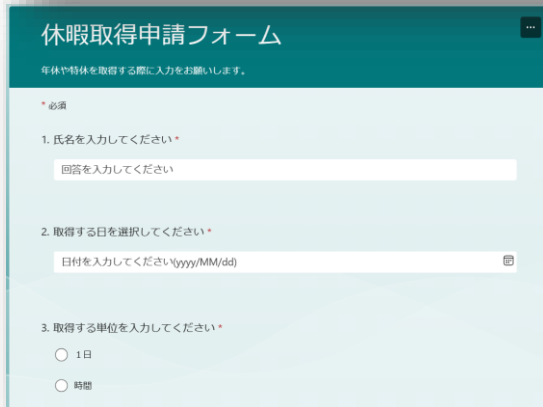 休暇取得申請フォーム
年休や特休を取得する際に入力をお願いします。
* 必須
1. 氏名を入力してください *
回答を入力してください
2. 取得する日を選択してください *
日付を入力してください(yyyy/MM/dd)
3. 取得する単位を入力してください *
1日
時間